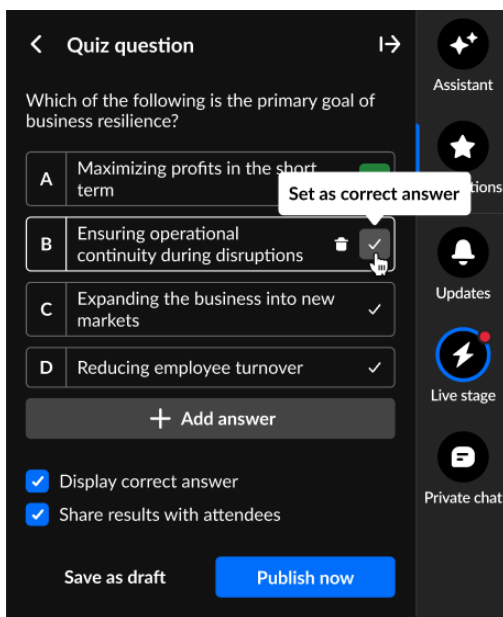 Quiz question
Which of the following is the primary goal of
business resilience?
A
Maximizing profits in the short
term
Set as correct answer
B
Ensuring operational
continuity during disruptions
C
Expanding the business into new
markets
D
Reducing employee turnover
Add answer
Display correct answer
Share results with attendees
Save as draft
Publish now
Assistant
tions
Updates
Live stage
Private chat